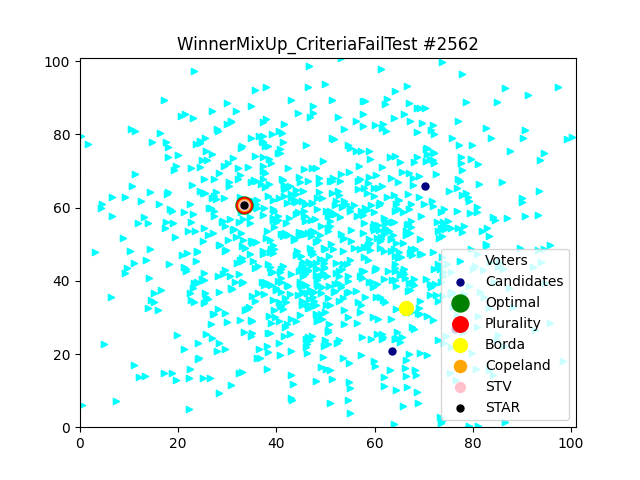 WinnerMixUp_CriteriaFailTest #2562
100
80
60
40
20
0
0
20
40
60
80
100
Voters
Candidates
Optimal
Plurality
Borda
Copeland
STV
STAR